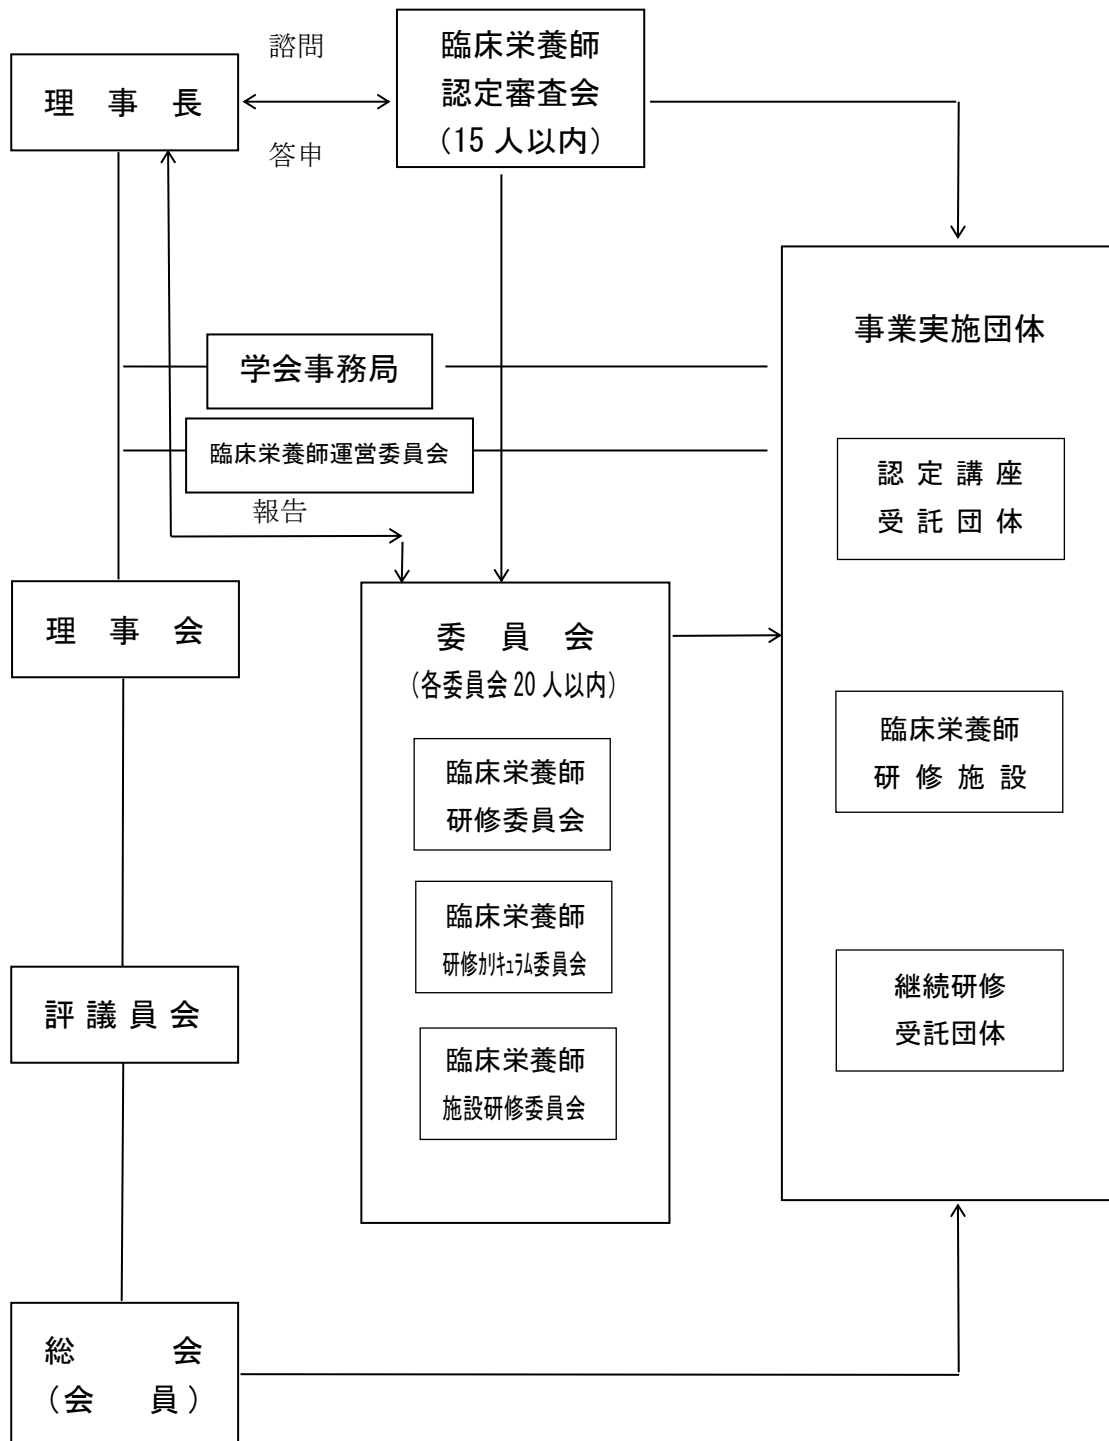 諮問
理事長
答申
臨床栄養師
認定審査会
(15人以内)
学会事務局
臨床栄養師運営委員会
報告
事業実施団体
認定講座
受託団体
臨床栄養師
研修施設
継続研修
受託団体
理事会
委員会
(各委員会20人以内)
臨床栄養師
研修委員会
臨床栄養師
研修ｶﾘｷｭﾗﾑ委員会
臨床栄養師
施設研修委員会
評議員会
総会
(会員)